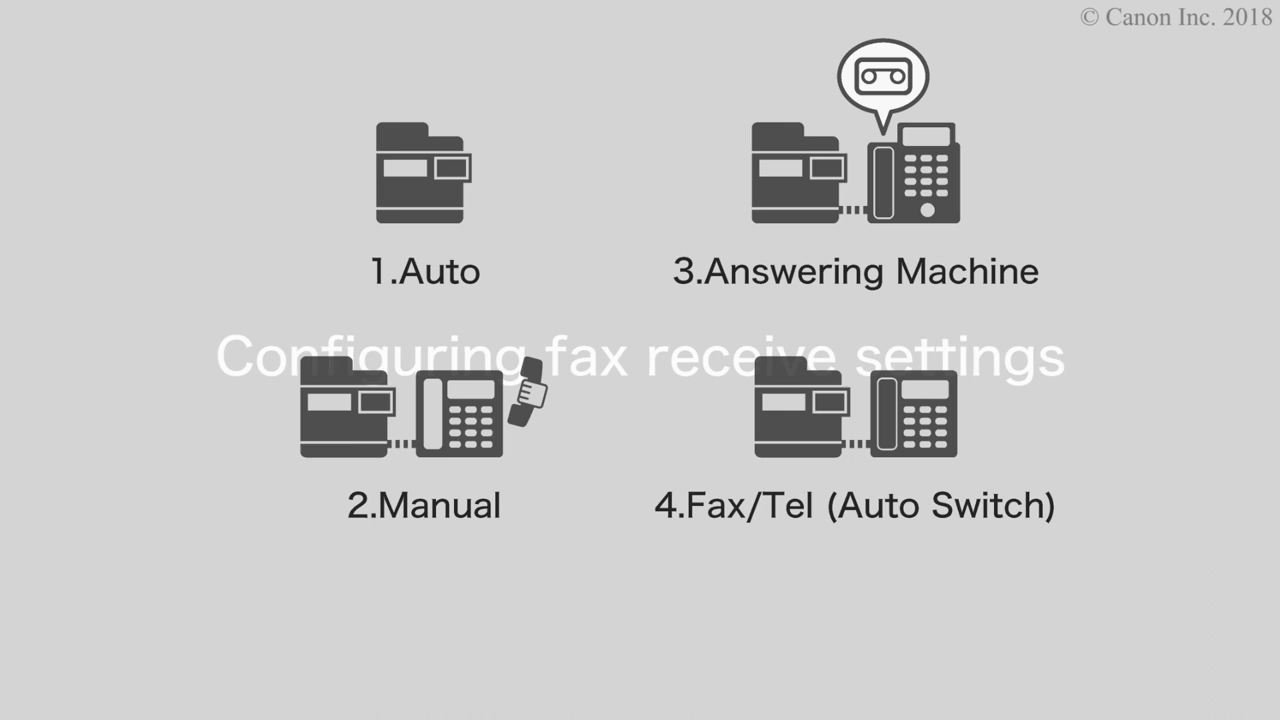 © Canon Inc. 2018
1.Auto
3.Answering Machine
Configuring fax receive settings
2.Manual
4.Fax/Tel (Auto Switch)